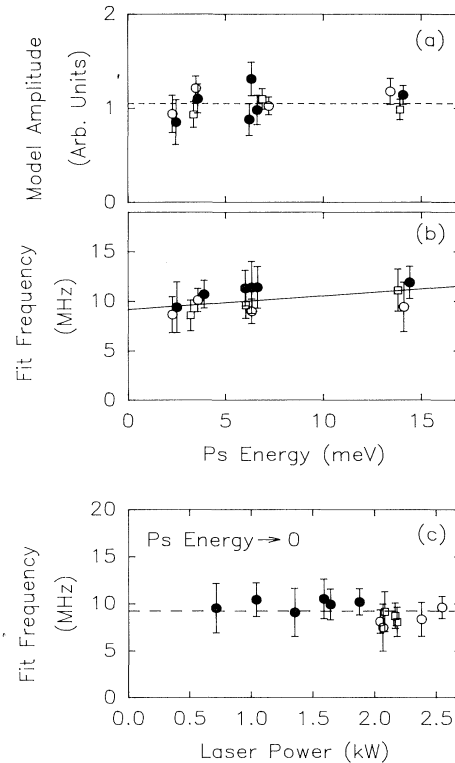 (a)
2
1
0
Model Amplitude
(Arb. Units)
(b)
15
10
5
0
Fit Frequency
(MHz)
0 5 10 15
Ps Energy (meV)
(c)
Ps Energy → 0
20
15
10
5
0
Fit Frequency
(MHz)
0.0 0.5 1.0 1.5 2.0 2.5
Laser Power (kW)